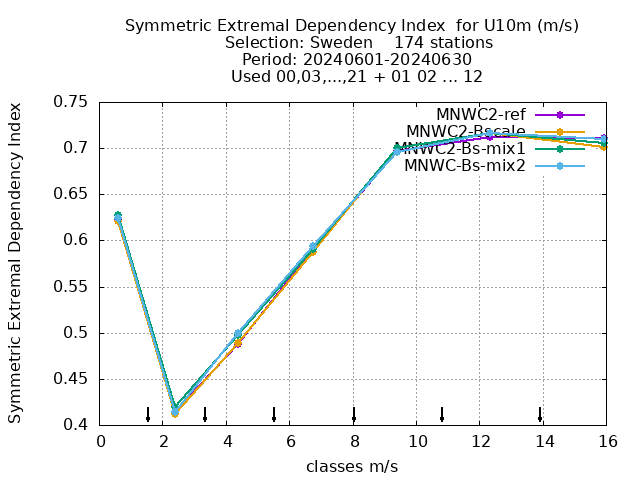 Symmetric Extremal Dependency Index  for U10m (m/s)
Selection: Sweden    174 stations
Period: 20240601-20240630
Used 00,03,...,21 + 01 02 ... 12
Symmetric Extremal Dependency Index
0.75
0.7
0.65
0.6
0.55
0.5
0.45
0.4
MNWC2-ref
MNWC2-Bscale
MNWC2-Bs-mix1
MNWC-Bs-mix2
0 2 4 6 8 10 12 14 16
classes m/s